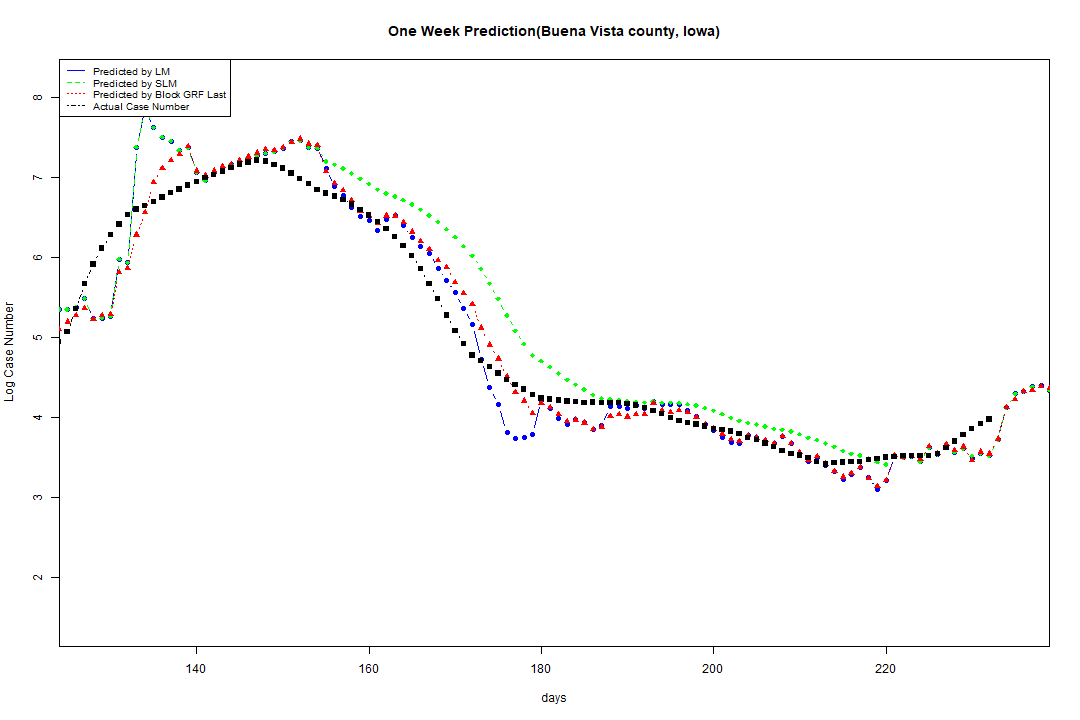 One Week Prediction(Buena Vista county, Iowa)
Predicted by LM
Predicted by SLM
Predicted by Block GRF Last
Actual Case Number
Log Case Number
8
7
6
5
4
3
2
140 160 180 200 220
days